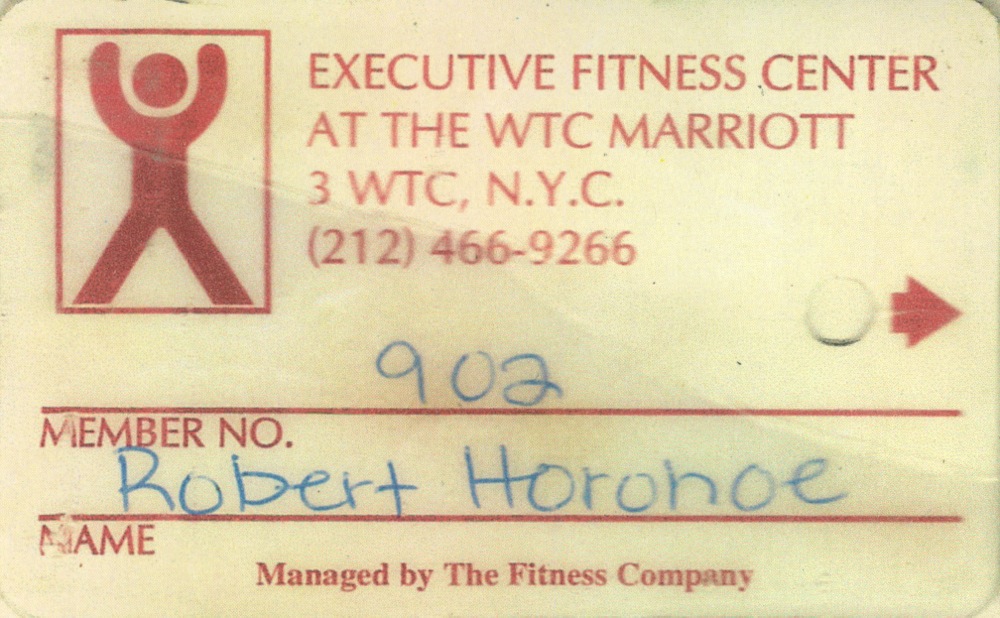 EXECUTIVE FITNESS CENTER
AT THE WTC MARRIOTT
3 WTC, N.Y.C.
(212) 466-9266
902
MEMBER NO.
Robert Horohoe
NAME
Managed by The Fitness Company